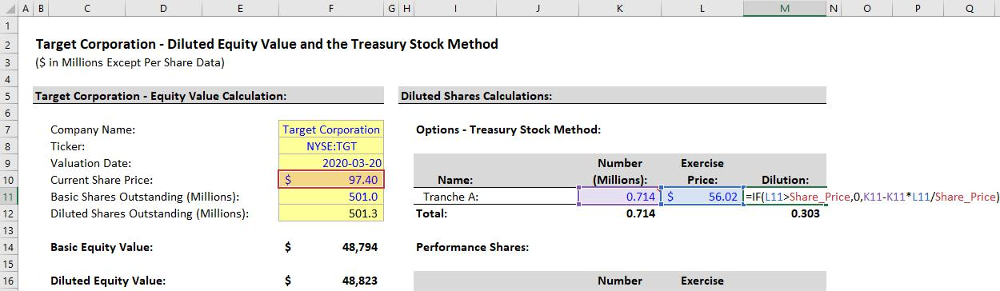 A B C D E F G H I J K L M N O P Q
1
2 Target Corporation - Diluted Equity Value and the Treasury Stock Method
3 ($ in Millions Except Per Share Data)
4
5 Target Corporation - Equity Value Calculation: Diluted Shares Calculations:
6
7 Company Name: Target Corporation Options - Treasury Stock Method:
8 Ticker: NYSE:TGT
9 Valuation Date: 2020-03-20 Number Exercise
10 Current Share Price: $ 97.40 Name: (Millions): Price: Dilution:
11 Basic Shares Outstanding (Millions): 501.0 Tranche A: 0.714 $ 56.02 =IF(L11>Share_Price,0,K11-K11*L11/Share_Price)
12 Diluted Shares Outstanding (Millions): 501.3 Total: 0.714 0.303
13
14 Basic Equity Value: $ 48,794 Performance Shares:
15
16 Diluted Equity Value: $ 48,823 Number Exercise